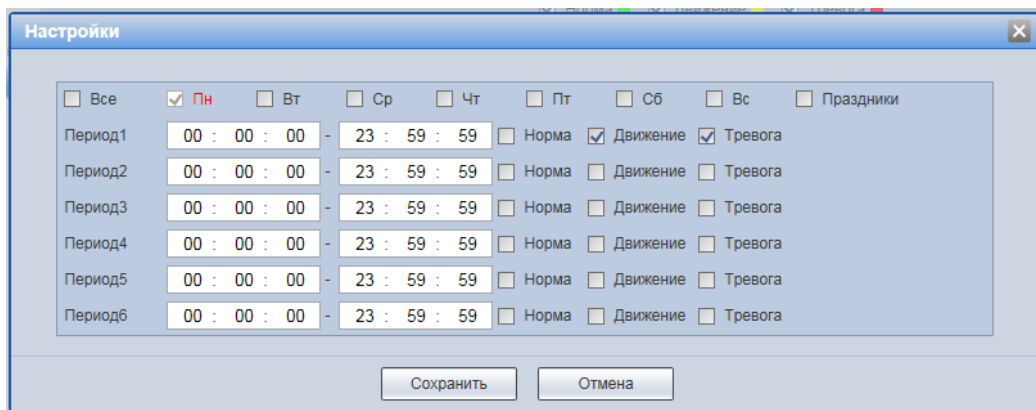 Норма Движение Тревога
Настройки
Все Пн Вт Ср Чт Пт Сб Вс Праздники
Период1 00 : 00 : 00 - 23 : 59 : 59 Норма Движение Тревога
Период2 00 : 00 : 00 - 23 : 59 : 59 Норма Движение Тревога
Период3 00 : 00 : 00 - 23 : 59 : 59 Норма Движение Тревога
Период4 00 : 00 : 00 - 23 : 59 : 59 Норма Движение Тревога
Период5 00 : 00 : 00 - 23 : 59 : 59 Норма Движение Тревога
Период6 00 : 00 : 00 - 23 : 59 : 59 Норма Движение Тревога
Сохранить Отмена